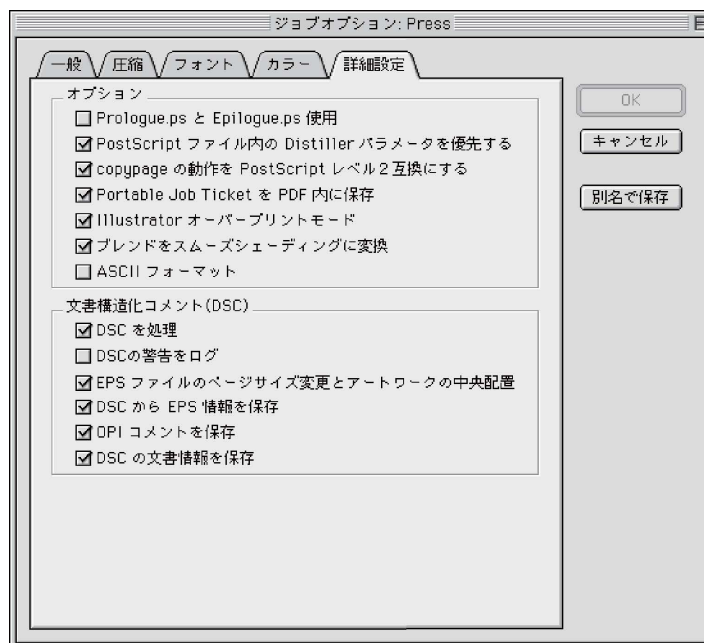 ジョブオプション: Press
一般 圧縮 フォント カラー 詳細設定
オプション
Prologue.ps と Epilogue.ps 使用
PostScript ファイル内の Distiller パラメータを優先する
copypage の動作を PostScript レベル2互換にする
Portable Job Ticket を PDF 内に保存
Illustrator オーバープリントモード
ブレンドをスムーズシェーディングに変換
ASCII フォーマット
文書構造化コメント(DSC)
DSC を処理
DSCの警告をログ
EPS ファイルのページサイズ変更とアートワークの中央配置
DSC から EPS 情報を保存
OPI コメントを保存
DSC の文書情報を保存
OK
キャンセル
別名で保存